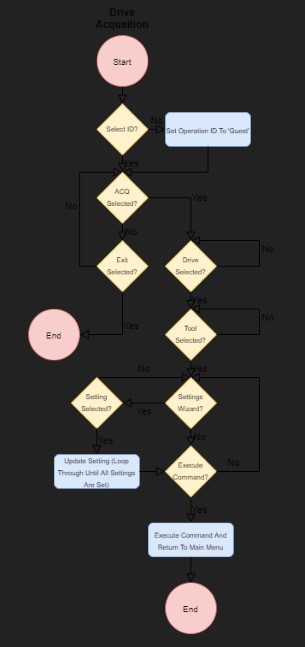 Drive
Acqusition
Start
Select ID?
No
Set Operation ID To 'Guest'
Yes
ACQ
Selected?
Yes
No
No
Exit
Selected?
Drive
Selected?
No
Yes
Yes
End
Tool
Selected?
No
Yes
No
Setting
Selected?
Yes
Settings
Wizard?
Yes
No
Update Setting (Loop
Through Until All Settings
Are Set)
Execute
Command?
No
Yes
Execute Command And
Return To Main Menu
End